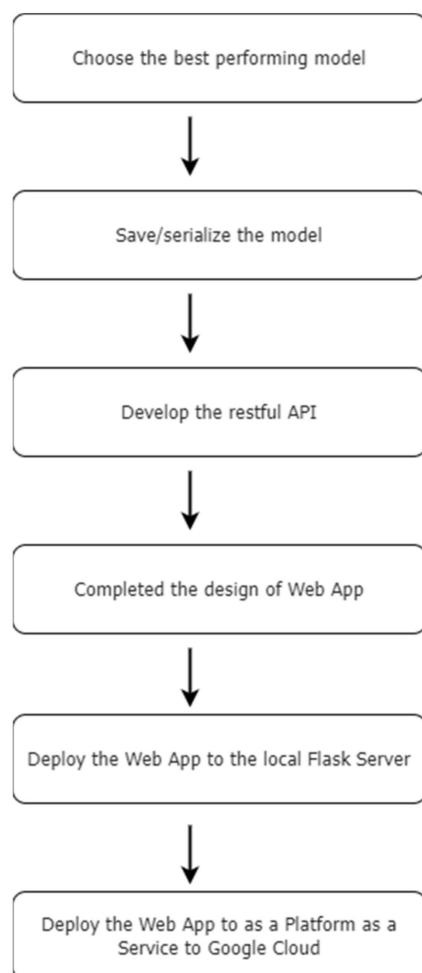 Choose the best performing model
Save/serialize the model
Develop the restful API
Completed the design of Web App
Deploy the Web App to the local Flask Server
Deploy the Web App to as a Platform as a
Service to Google Cloud